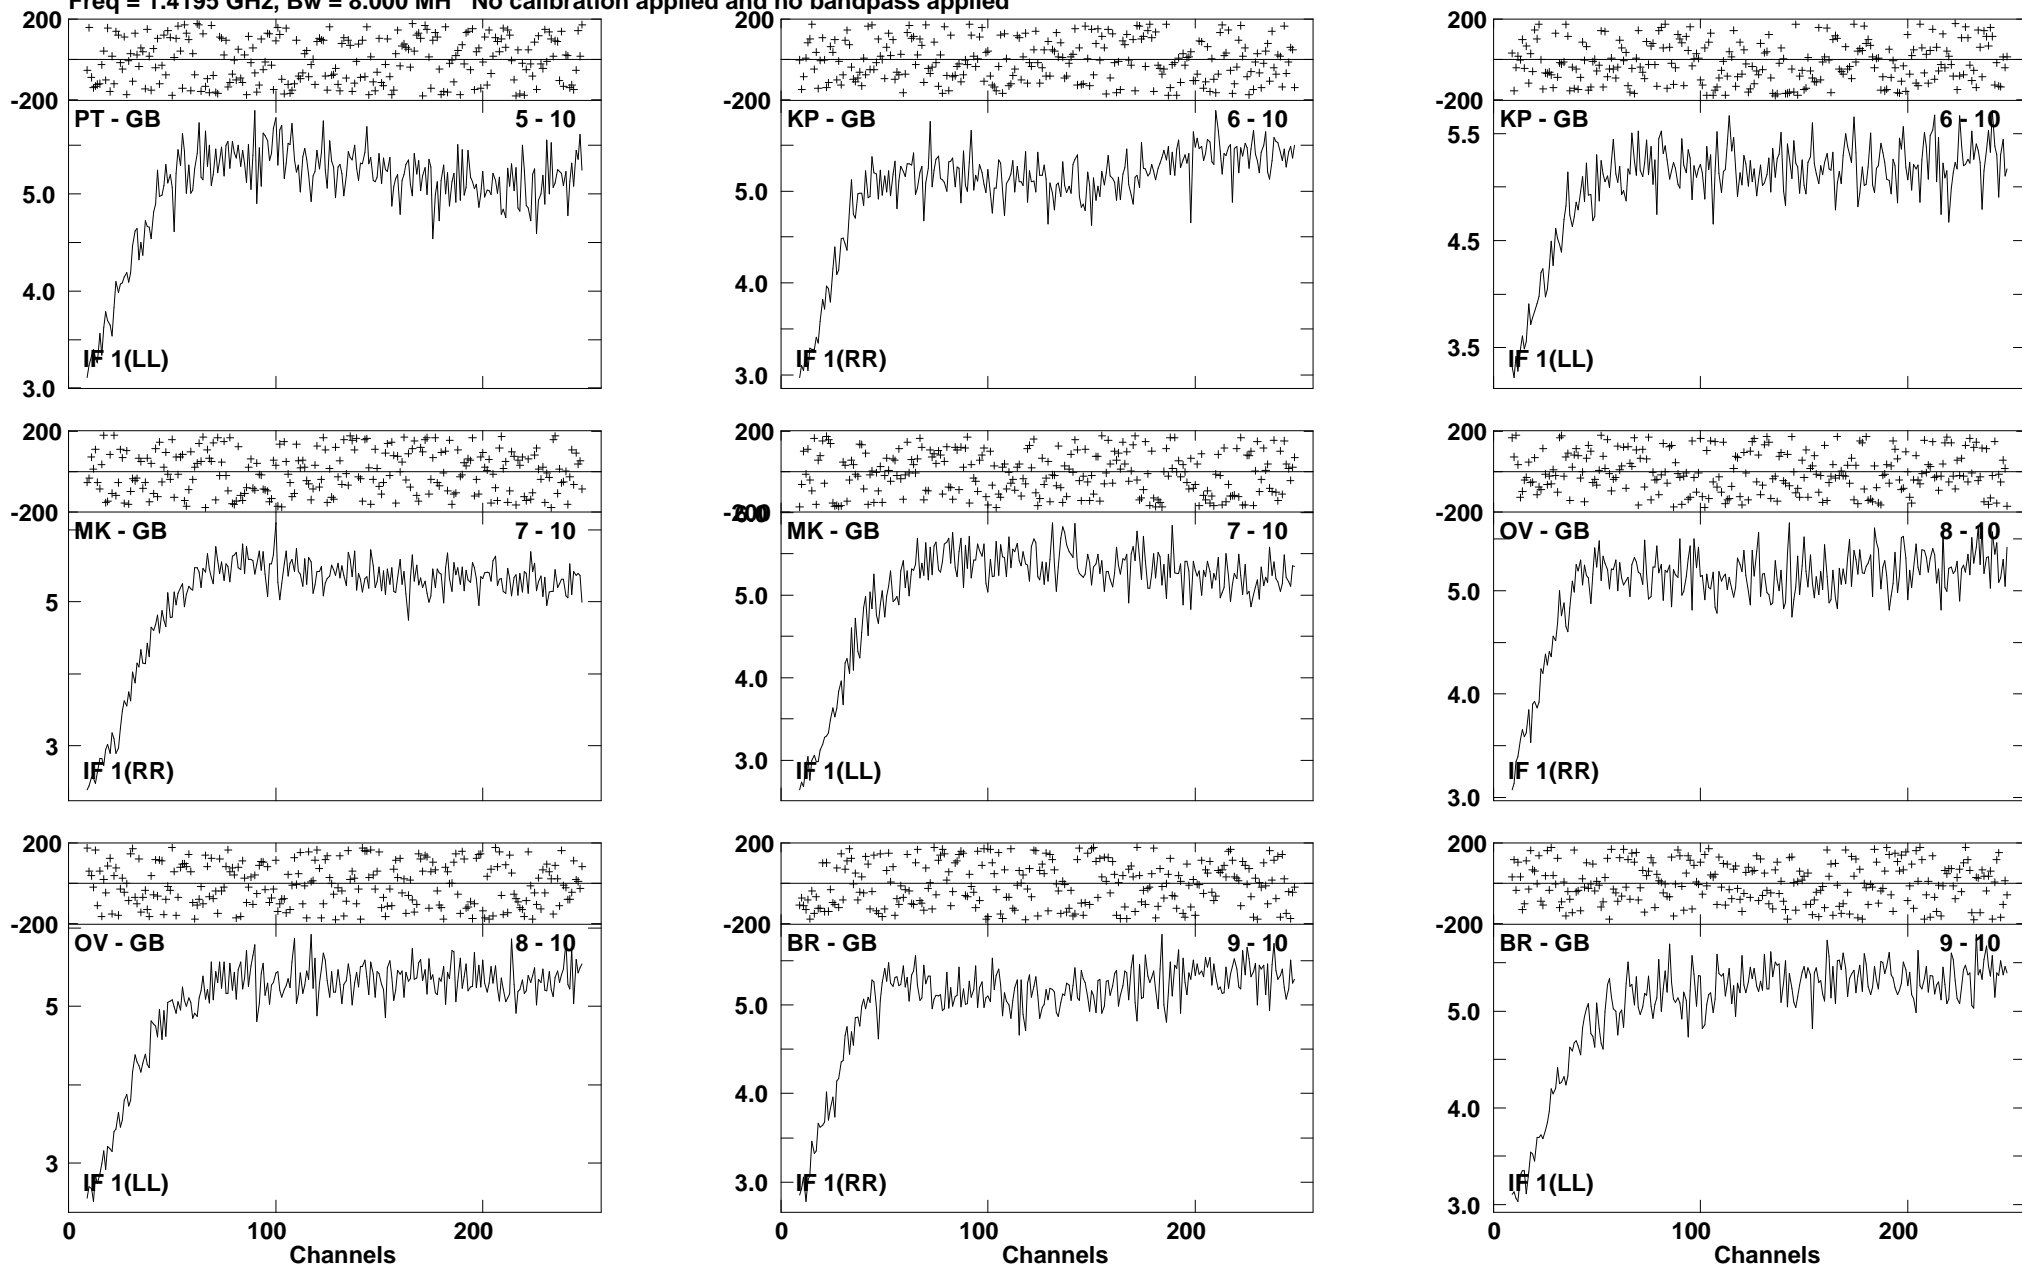 Freq = 1.4195 GHz, Bw = 8.000 MH No calibration applied and no bandpass applied
200 200 200
-200 -200 -200
PT - GB 5 - 10 KP - GB 6 - 10 KP - GB 6 - 10
5.5
5.0 5.0
4.5
4.0 4.0
3.5
IF 1(LL) IF 1(RR) IF 1(LL)
3.0 3.0
200 200 200
-200 -200 -200
6.0
MK - GB 7 - 10 MK - GB 7 - 10 OV - GB 8 - 10
5 5.0 5.0
4.0 4.0
3 3.0
IF 1(RR) IF 1(LL) IF 1(RR)
3.0
200 200 200
-200 -200 -200
OV - GB 8 - 10 BR - GB 9 - 10 BR - GB 9 - 10
5 5.0 5.0
4.0 4.0
3 3.0
IF 1(LL) IF 1(RR) IF 1(LL)
3.0
0 100 200 0 100 200 0 100 200
Channels Channels Channels